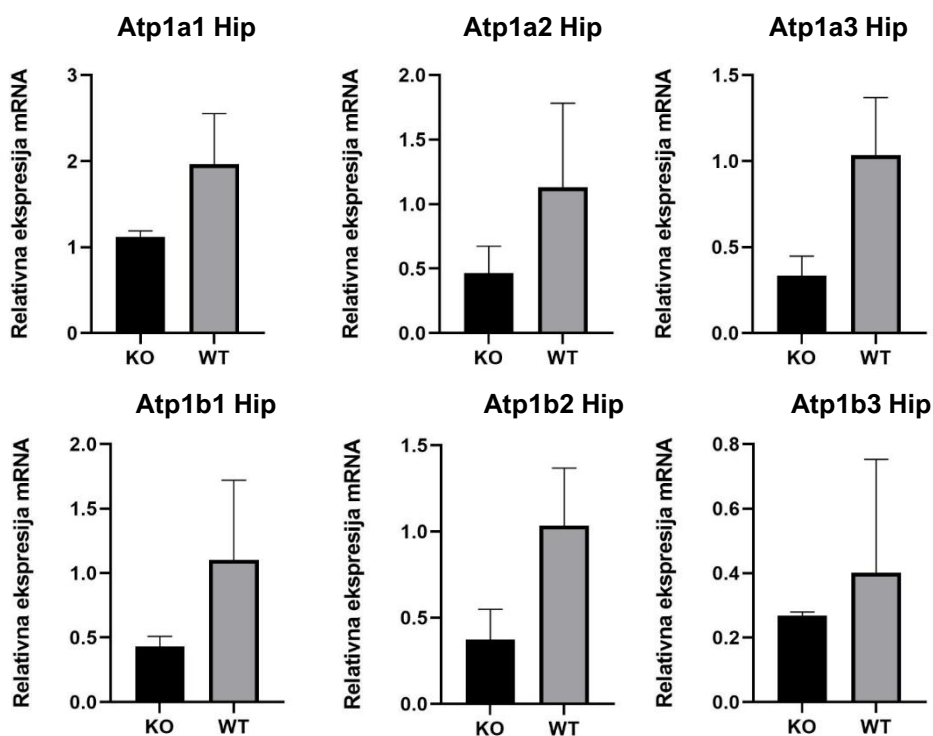 Atp1a1 Hip
Relativna ekspresija mRNA
3
2
1
0
KO WT
Atp1a2 Hip
Relativna ekspresija mRNA
2.0
1.5
1.0
0.5
0.0
KO WT
Atp1a3 Hip
Relativna ekspresija mRNA
1.5
1.0
0.5
0.0
KO WT
Atp1b1 Hip
Relativna ekspresija mRNA
2.0
1.5
1.0
0.5
0.0
KO WT
Atp1b2 Hip
Relativna ekspresija mRNA
1.5
1.0
0.5
0.0
KO WT
Atp1b3 Hip
Relativna ekspresija mRNA
0.8
0.6
0.4
0.2
0.0
KO WT